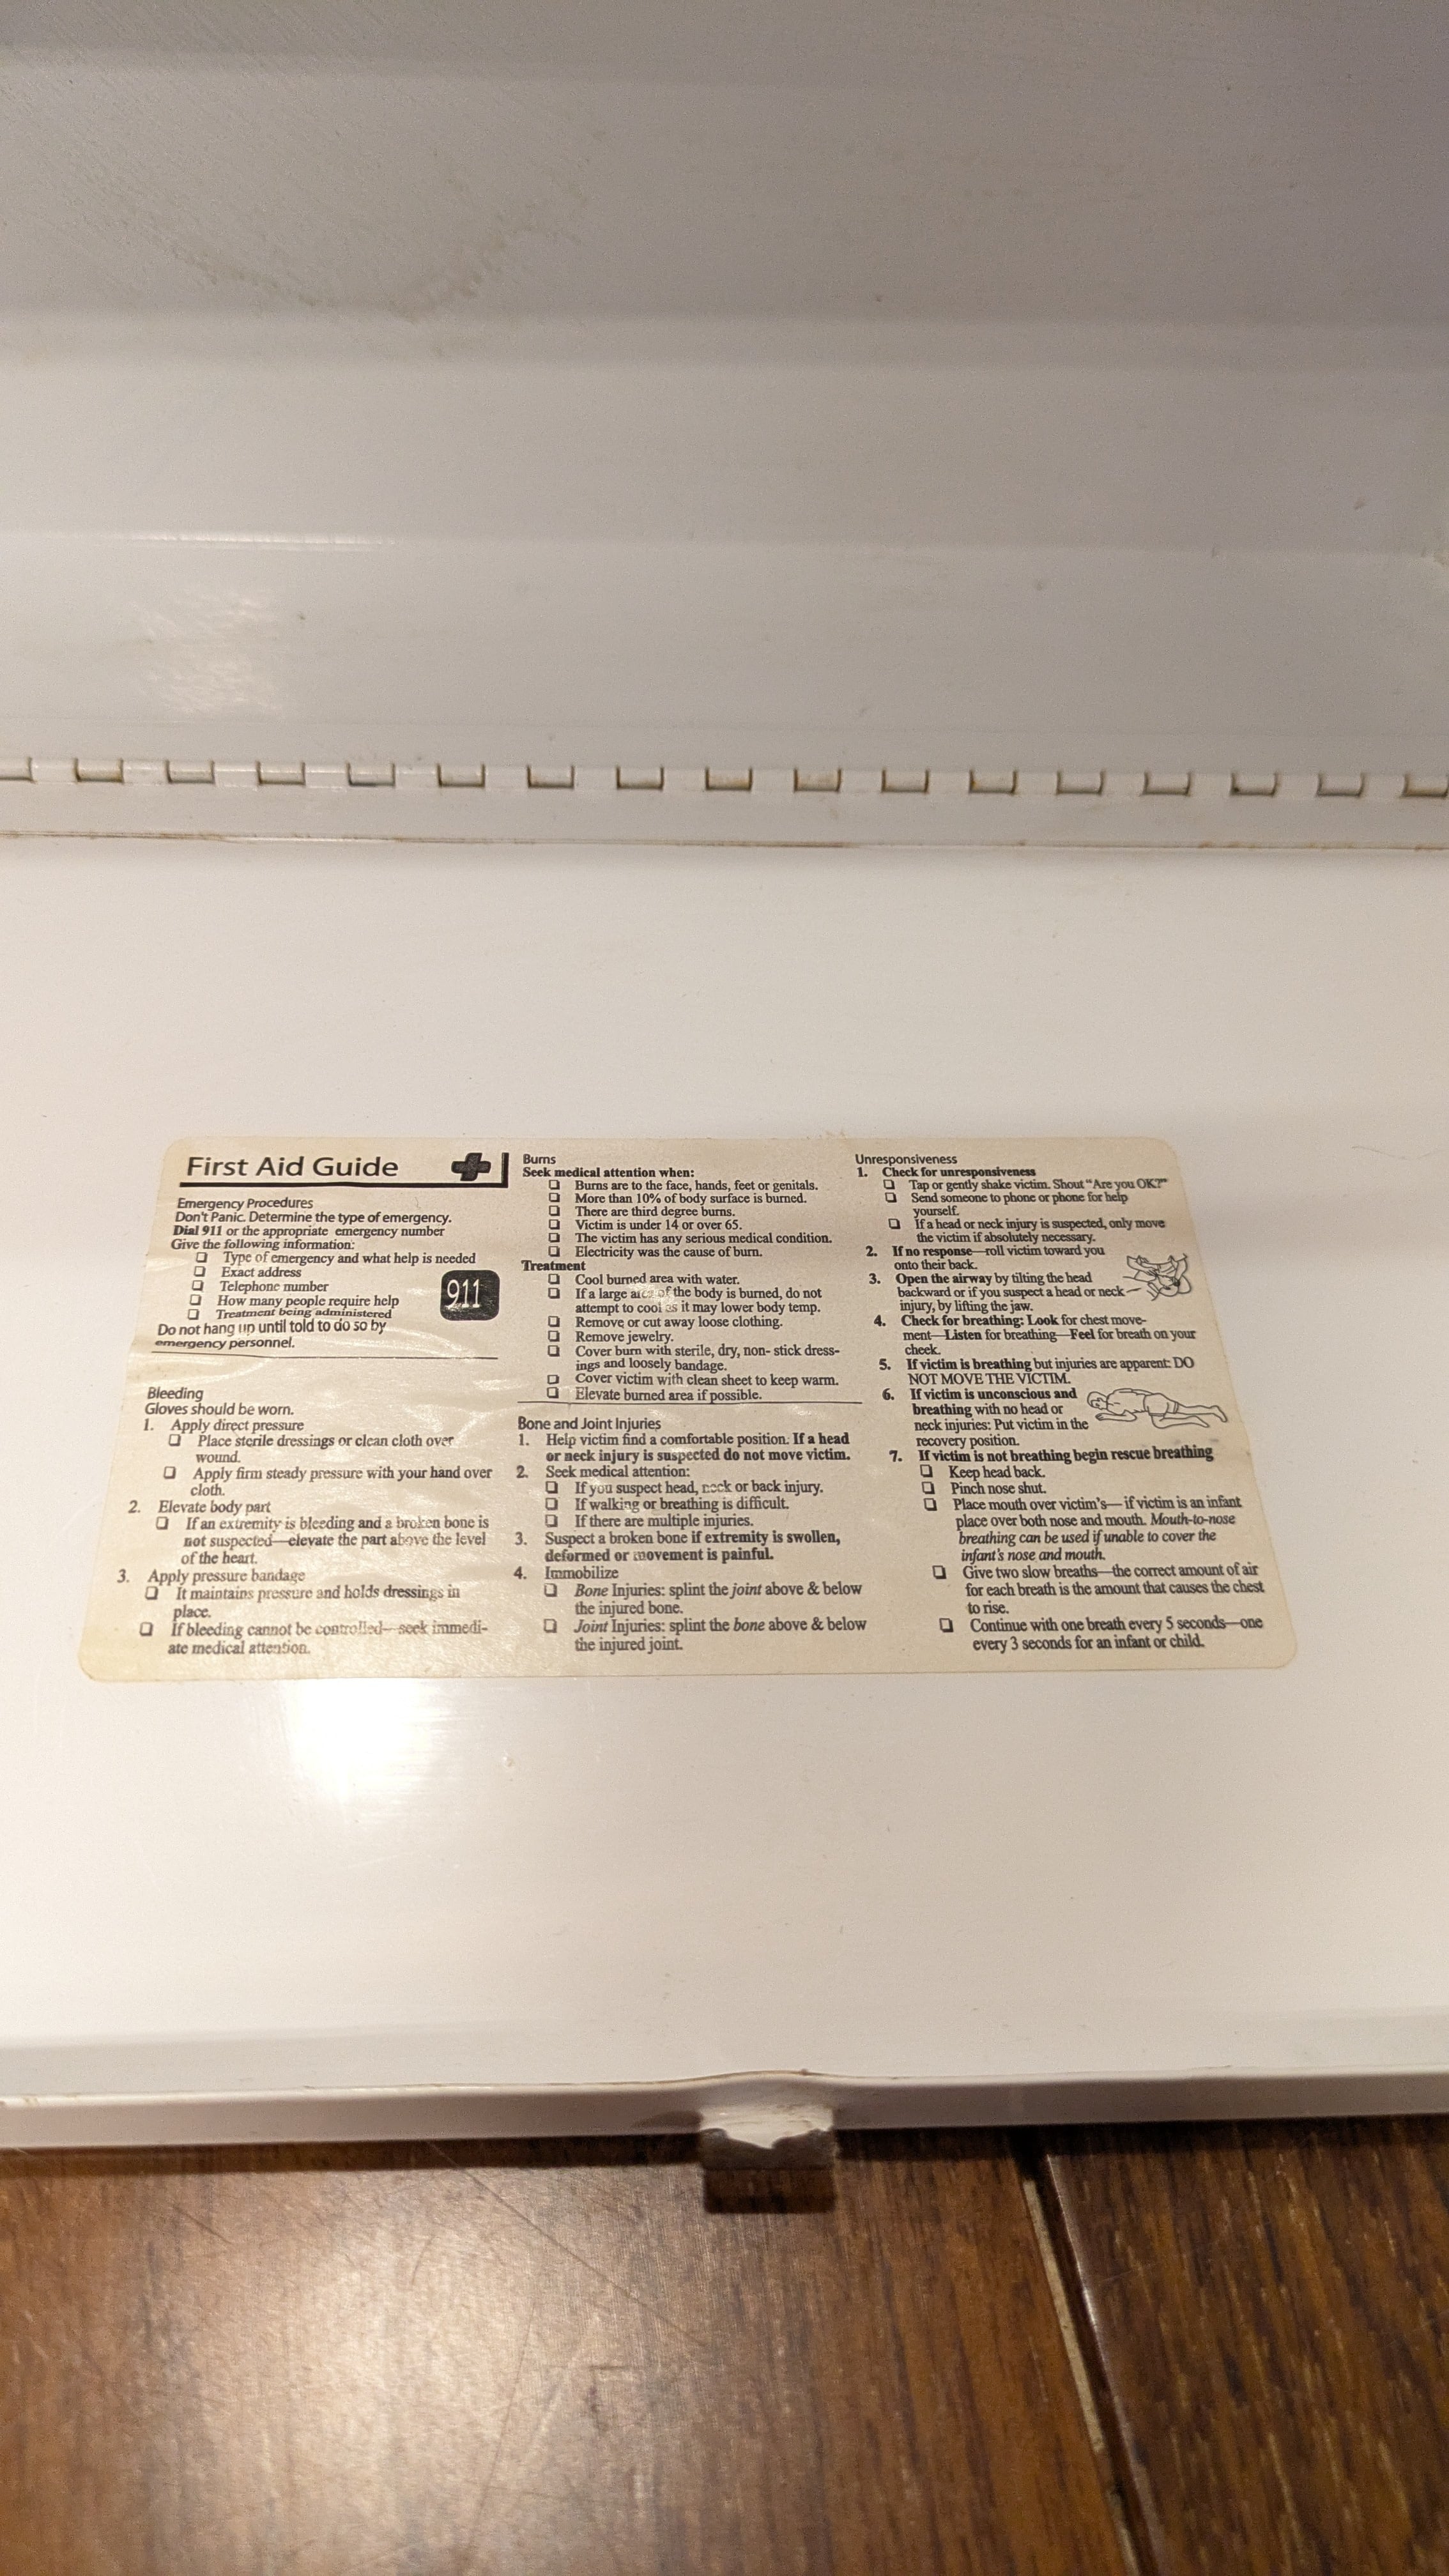 First Aid Guide
Emergency Procedures
Don't Panic. Determine the type of emergency.
Dial 911 or the appropriate emergency number
Give the following information:
❏ Type of emergency and what help is needed
❏ Exact address
❏ Telephone number
❏ How many people require help
❏ Treatment being administered
911
Do not hang up until told to do so by
emergency personnel.
Bleeding
Gloves should be worn.
1. Apply direct pressure
❏ Place sterile dressings or clean cloth over
wound.
❏ Apply firm steady pressure with your hand over
cloth.
2. Elevate body part
❏ If an extremity is bleeding and a broken bone is
not suspected—elevate the part above the level
of the heart.
3. Apply pressure bandage
❏ It maintains pressure and holds dressings in
place.
❏ If bleeding cannot be controlled—seek immedi-
ate medical attention.
Burns
Seek medical attention when:
❏ Burns are to the face, hands, feet or genitals.
❏ More than 10% of body surface is burned.
❏ There are third degree burns.
❏ Victim is under 14 or over 65.
❏ The victim has any serious medical condition.
❏ Electricity was the cause of burn.
Treatment
❏ Cool burned area with water.
❏ If a large area of the body is burned, do not
attempt to cool as it may lower body temp.
❏ Remove or cut away loose clothing.
❏ Remove jewelry.
❏ Cover burn with sterile, dry, non- stick dress-
ings and loosely bandage.
❏ Cover victim with clean sheet to keep warm.
❏ Elevate burned area if possible.
Bone and Joint Injuries
1. Help victim find a comfortable position. If a head
or neck injury is suspected do not move victim.
2. Seek medical attention:
❏ If you suspect head, neck or back injury.
❏ If walking or breathing is difficult.
❏ If there are multiple injuries.
3. Suspect a broken bone if extremity is swollen,
deformed or movement is painful.
4. Immobilize
❏ Bone Injuries: splint the joint above & below
the injured bone.
❏ Joint Injuries: splint the bone above & below
the injured joint.
Unresponsiveness
1. Check for unresponsiveness
❏ Tap or gently shake victim. Shout "Are you OK?"
❏ Send someone to phone or phone for help
yourself.
❏ If a head or neck injury is suspected, only move
the victim if absolutely necessary.
2. If no response—roll victim toward you
onto their back.
3. Open the airway by tilting the head
backward or if you suspect a head or neck
injury, by lifting the jaw.
4. Check for breathing: Look for chest move-
ment—Listen for breathing—Feel for breath on your
cheek.
5. If victim is breathing but injuries are apparent: DO
NOT MOVE THE VICTIM.
6. If victim is unconscious and
breathing with no head or
neck injuries: Put victim in the
recovery position.
7. If victim is not breathing begin rescue breathing
❏ Keep head back.
❏ Pinch nose shut.
❏ Place mouth over victim's— if victim is an infant
place over both nose and mouth. Mouth-to-nose
breathing can be used if unable to cover the
infant's nose and mouth.
❏ Give two slow breaths—the correct amount of air
for each breath is the amount that causes the chest
to rise.
❏ Continue with one breath every 5 seconds—one
every 3 seconds for an infant or child.